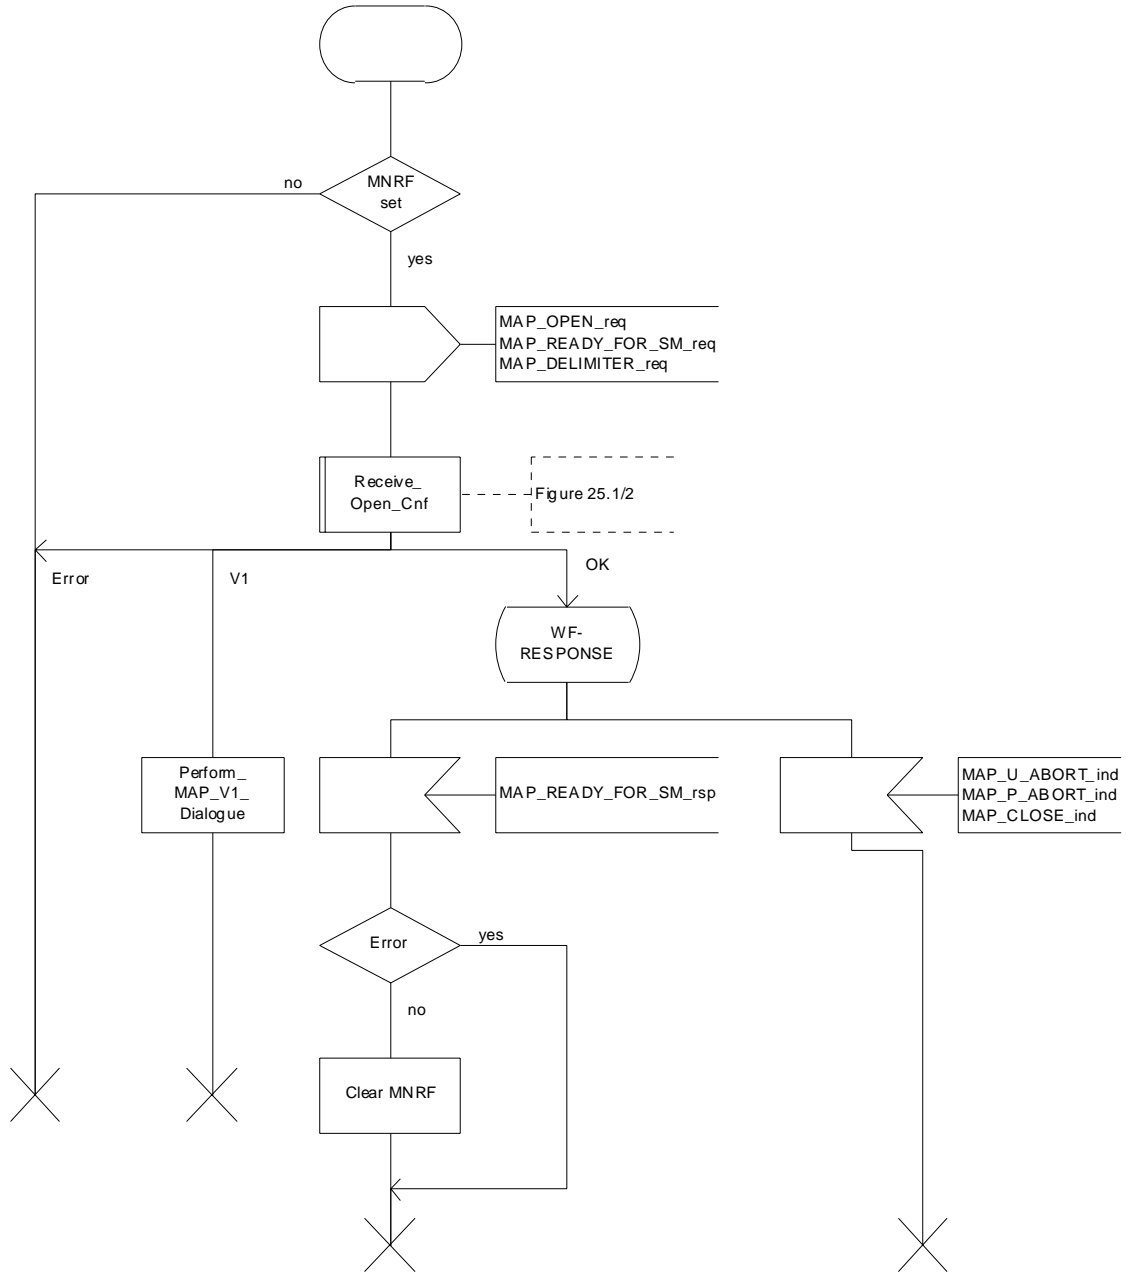 no
MNRF
set
yes
MAP_OPEN_req
MAP_READY_FOR_SM_req
MAP_DELIMITER_req
Receive_
Open_Cnf
Figure 25.1/2
Error
V1
OK
WF-
RESPONSE
Perform_
MAP_V1_
Dialogue
MAP_READY_FOR_SM_rsp
MAP_U_ABORT_ind
MAP_P_ABORT_ind
MAP_CLOSE_ind
Error
yes
no
Clear MNRF